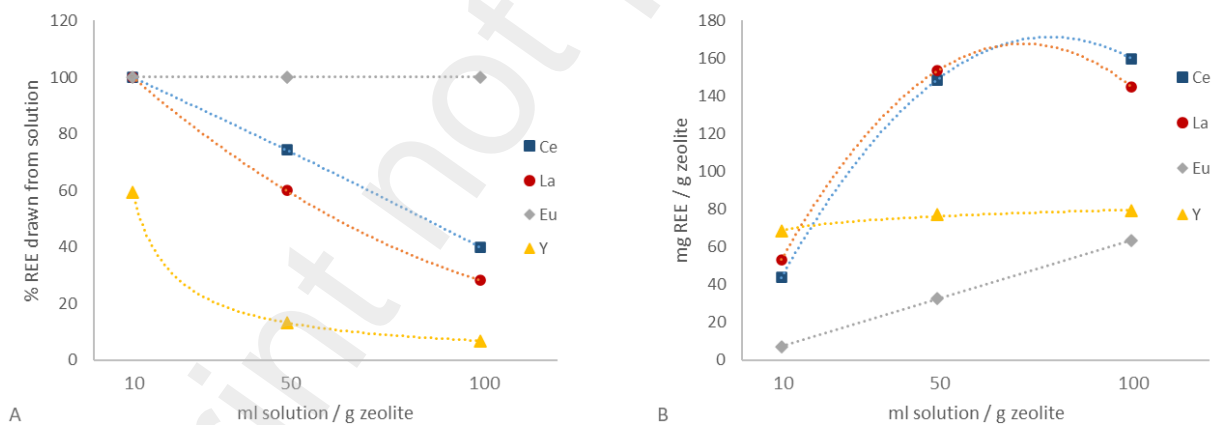 120
100
80
60
40
20
0
% REE drawn from solution
10 50 100
ml solution / g zeolite
Ce
La
Eu
Y
A
180
160
140
120
100
80
60
40
20
0
mg REE / g zeolite
10 50 100
ml solution / g zeolite
Ce
La
Eu
Y
B